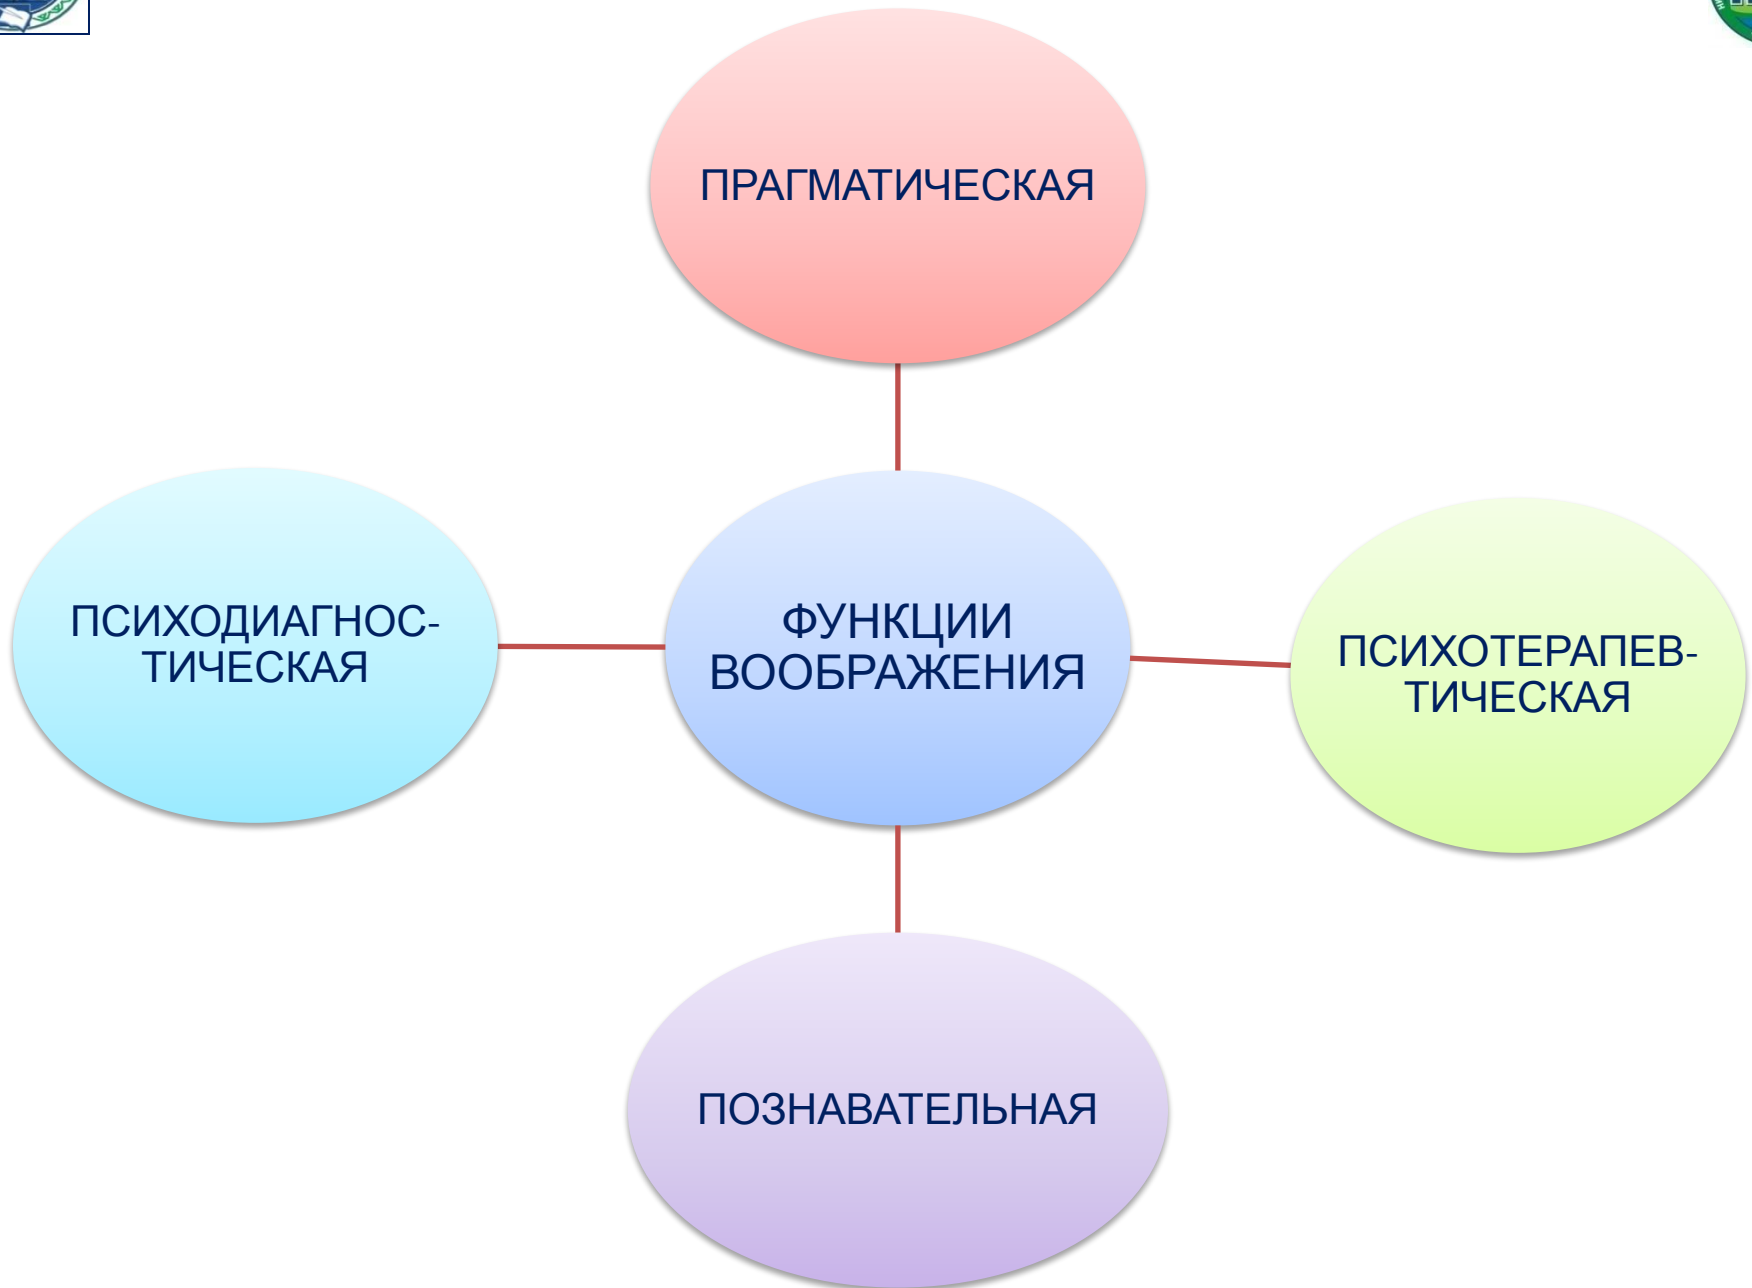 ПРАГМАТИЧЕСКАЯ
ПСИХОДИАГНОС-
ТИЧЕСКАЯ
ФУНКЦИИ
ВООБРАЖЕНИЯ
ПСИХОТЕРАПЕВ-
ТИЧЕСКАЯ
ПОЗНАВАТЕЛЬНАЯ